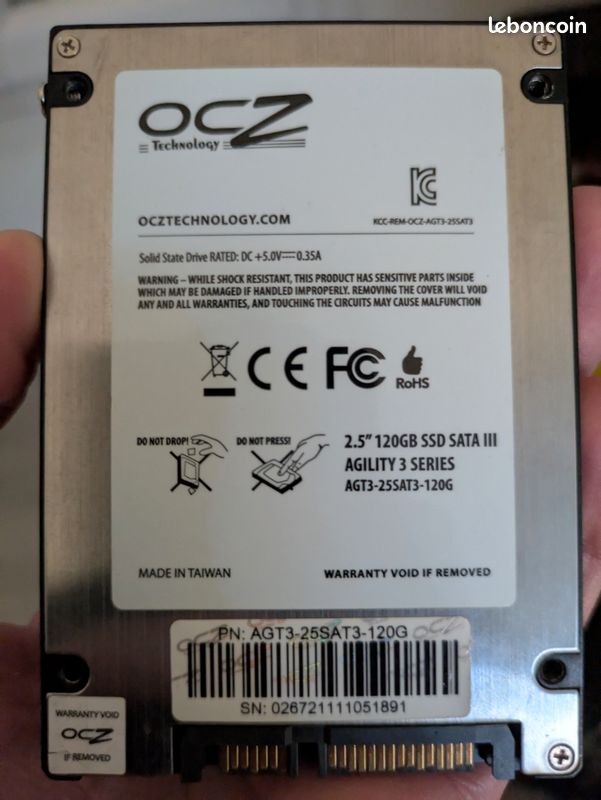 leboncoin
OCZ
Technology
KC
OCZTECHNOLOGY.COM
KCC-REM-OCZ-AGT3-25SAT3
Solid State Drive RATED: DC +5.0V⎓0.35A
WARNING – WHILE SHOCK RESISTANT, THIS PRODUCT HAS SENSITIVE PARTS INSIDE
WHICH MAY BE DAMAGED IF HANDLED IMPROPERLY. REMOVING THE COVER WILL VOID
ANY AND ALL WARRANTIES, AND TOUCHING THE CIRCUITS MAY CAUSE MALFUNCTION
CE FC RoHS
DO NOT DROP! DO NOT PRESS!
2.5” 120GB SSD SATA III
AGILITY 3 SERIES
AGT3-25SAT3-120G
MADE IN TAIWAN
WARRANTY VOID IF REMOVED
PN: AGT3-25SAT3-120G
SN: 026721111051891
WARRANTY VOID
OCZ
IF REMOVED